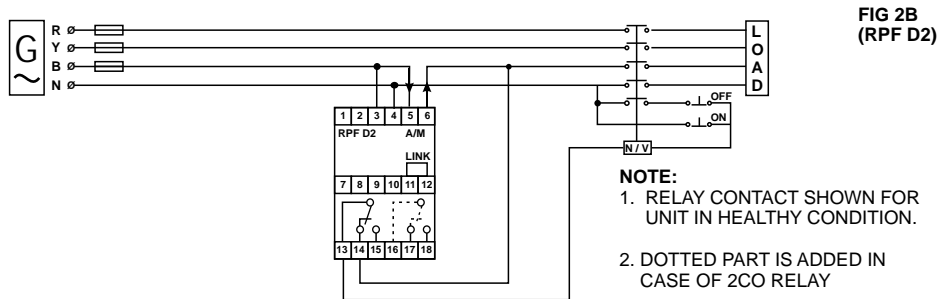 FIG 2B
(RPF D2)
G
~
R
Y
B
N
L
O
A
D
OFF
ON
N / V
1 2 3 4 5 6
RPF D2 A/M
LINK
7 8 9 10 11 12
13 14 15 16 17 18
NOTE:
1. RELAY CONTACT SHOWN FOR
UNIT IN HEALTHY CONDITION.
2. DOTTED PART IS ADDED IN
CASE OF 2CO RELAY